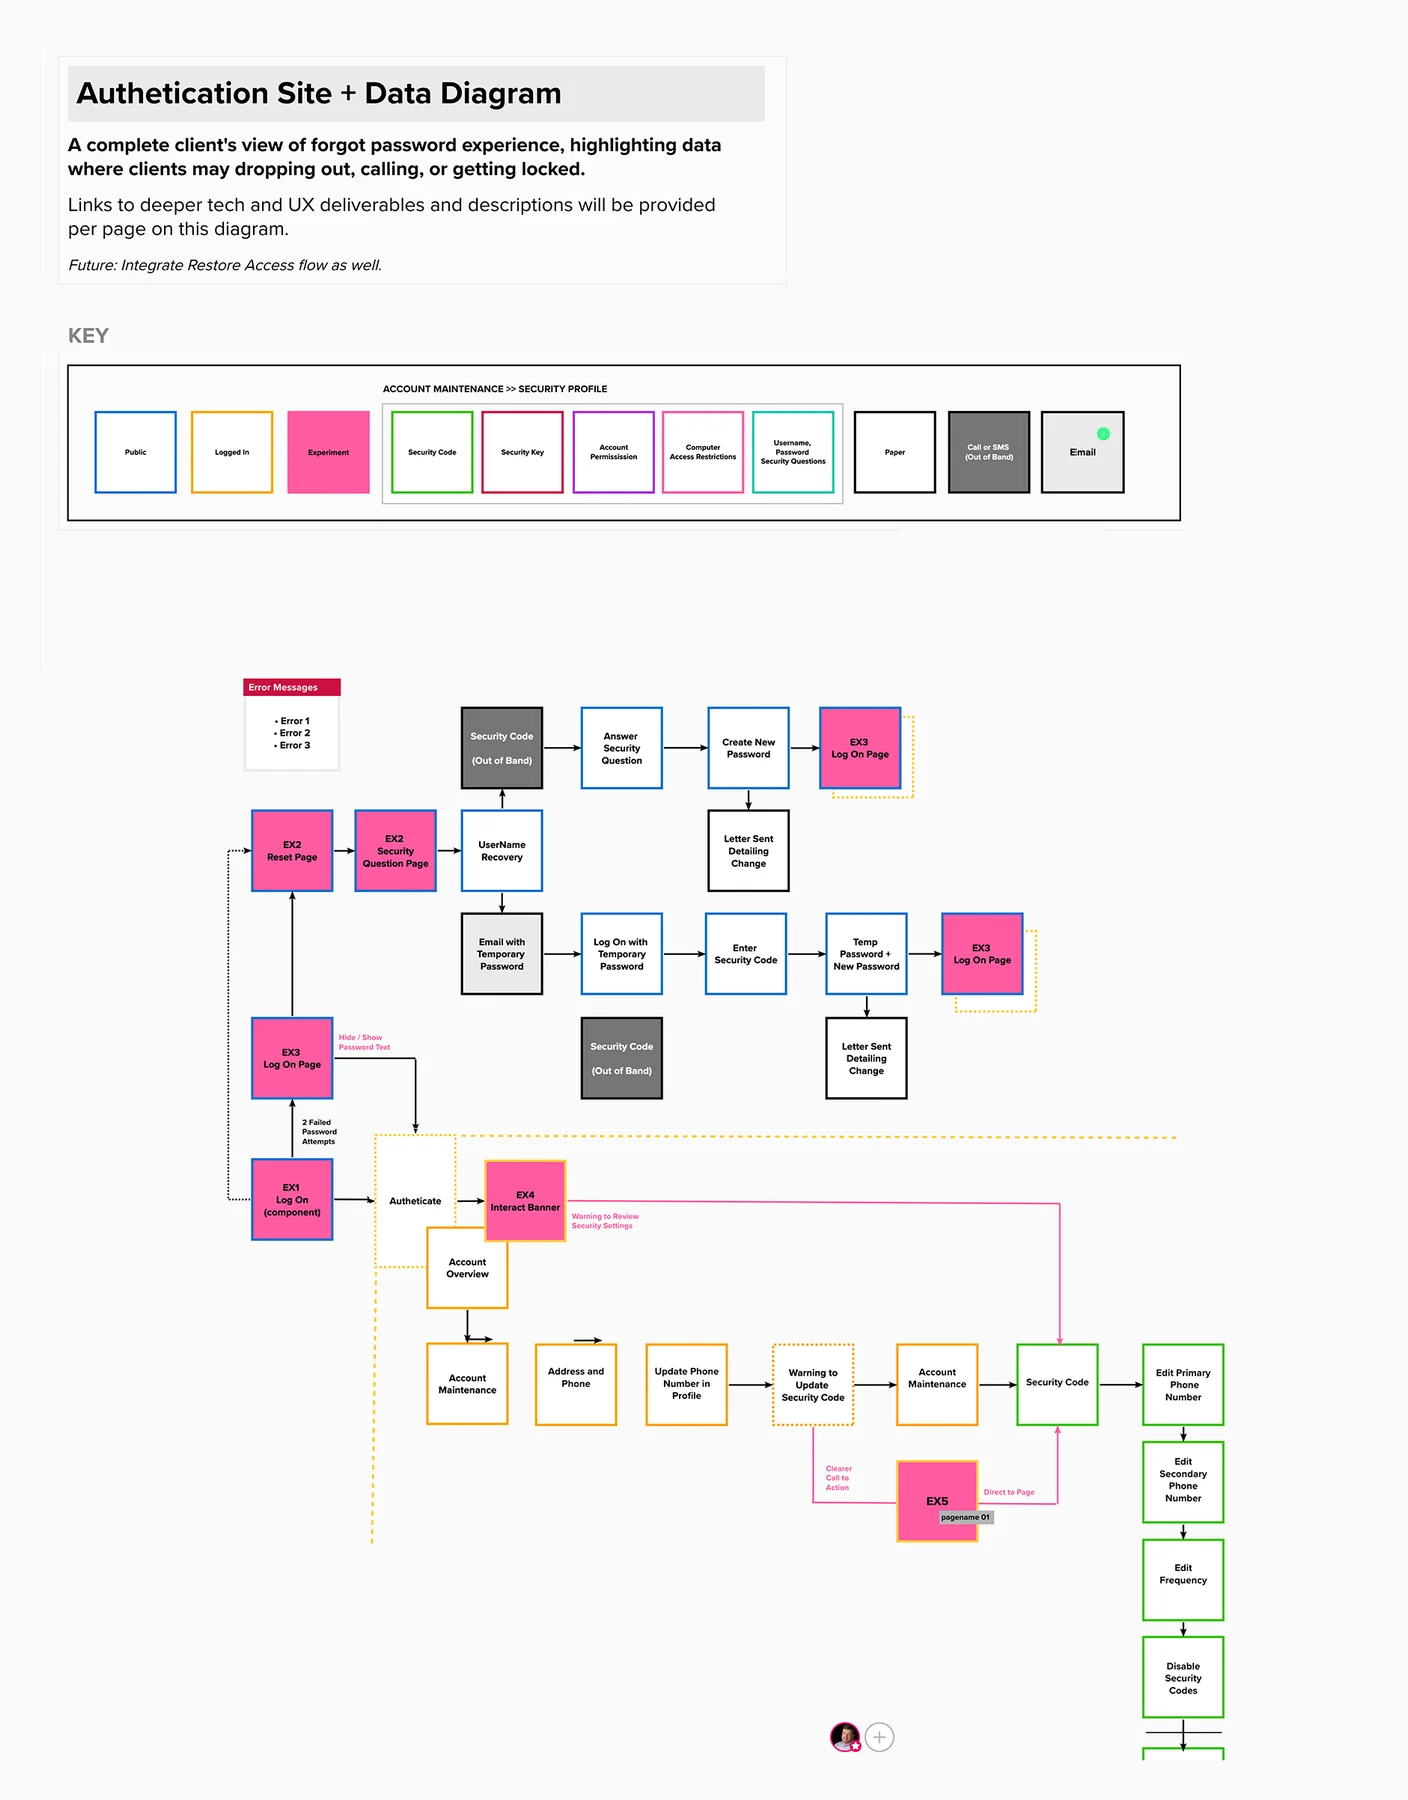 Authetication Site + Data Diagram
A complete client's view of forgot password experience, highlighting data
where clients may dropping out, calling, or getting locked.
Links to deeper tech and UX deliverables and descriptions will be provided
per page on this diagram.
Future: Integrate Restore Access flow as well.
KEY
ACCOUNT MAINTENANCE >> SECURITY PROFILE
Public
Logged In
Experiment
Security Code
Security Key
Account
Permissission
Computer
Access Restrictions
Username,
Password
Security Questions
Paper
Call or SMS
(Out of Band)
Email
Error Messages
• Error 1
• Error 2
• Error 3
Security Code
(Out of Band)
Answer
Security
Question
Create New
Password
EX3
Log On Page
EX2
Reset Page
EX2
Security
Question Page
UserName
Recovery
Letter Sent
Detailing
Change
Email with
Temporary
Password
Log On with
Temporary
Password
Enter
Security Code
Temp
Password +
New Password
EX3
Log On Page
EX3
Log On Page
Hide / Show
Password Text
Security Code
(Out of Band)
Letter Sent
Detailing
Change
2 Failed
Password
Attempts
EX1
Log On
(component)
Autheticate
EX4
Interact Banner
Warning to Review
Security Settings
Account
Overview
Account
Maintenance
Address and
Phone
Update Phone
Number in
Profile
Warning to
Update
Security Code
Account
Maintenance
Security Code
Edit Primary
Phone
Number
Clearer
Call to
Action
EX5
pagename 01
Direct to Page
Edit
Secondary
Phone
Number
Edit
Frequency
Disable
Security
Codes